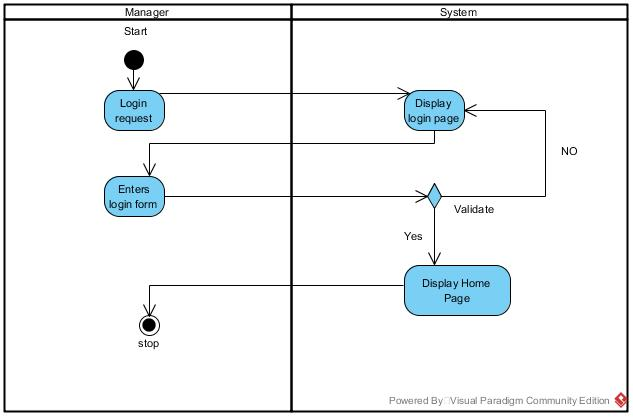 Manager
System
Start
Login
request
Display
login page
NO
Enters
login form
Validate
Yes
Display Home
Page
stop
Powered By Visual Paradigm Community Edition